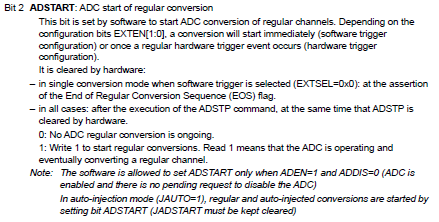 Bit 2 ADSTART: ADC start of regular conversion
This bit is set by software to start ADC conversion of regular channels. Depending on the
configuration bits EXTEN[1:0], a conversion will start immediately (software trigger
configuration) or once a regular hardware trigger event occurs (hardware trigger
configuration).
It is cleared by hardware:
– in single conversion mode when software trigger is selected (EXTSEL=0x0): at the assertion
of the End of Regular Conversion Sequence (EOS) flag.
– in all cases: after the execution of the ADSTP command, at the same time that ADSTP is
cleared by hardware.
0: No ADC regular conversion is ongoing.
1: Write 1 to start regular conversions. Read 1 means that the ADC is operating and
eventually converting a regular channel.
Note: The software is allowed to set ADSTART only when ADEN=1 and ADDIS=0 (ADC is
enabled and there is no pending request to disable the ADC)
In auto-injection mode (JAUTO=1), regular and auto-injected conversions are started by
setting bit ADSTART (JADSTART must be kept cleared)